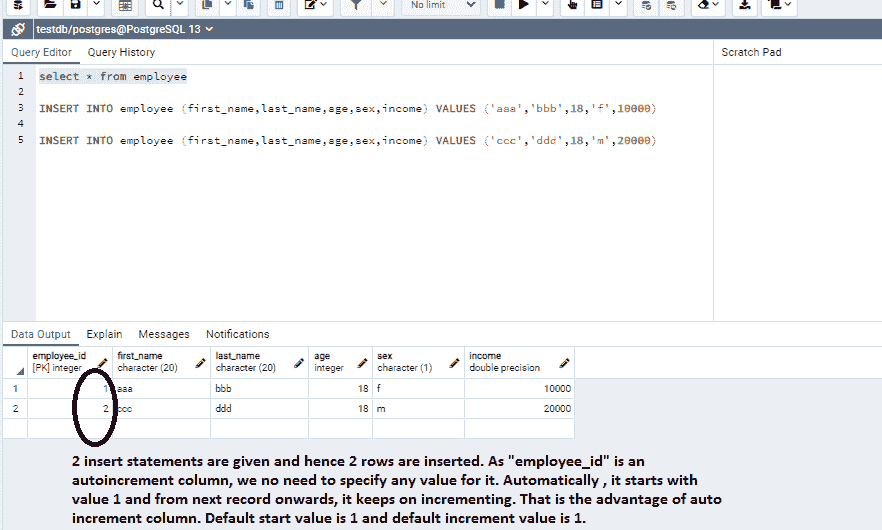 No limit
testdb/postgres@PostgreSQL 13
Query Editor Query History Scratch Pad
1 select * from employee
2
3 INSERT INTO employee (first_name,last_name,age,sex,income) VALUES ('aaa','bbb',18,'f',10000)
4
5 INSERT INTO employee (first_name,last_name,age,sex,income) VALUES ('ccc','ddd',18,'m',20000)
Data Output Explain Messages Notifications
employee_id first_name last_name age sex income
[PK] integer character (20) character (20) integer character (1) double precision
1 1 aaa bbb 18 f 10000
2 2 ccc ddd 18 m 20000
2 insert statements are given and hence 2 rows are inserted. As "employee_id" is an
autoincrement column, we no need to specify any value for it. Automatically , it starts with
value 1 and from next record onwards, it keeps on incrementing. That is the advantage of auto
increment column. Default start value is 1 and default increment value is 1.